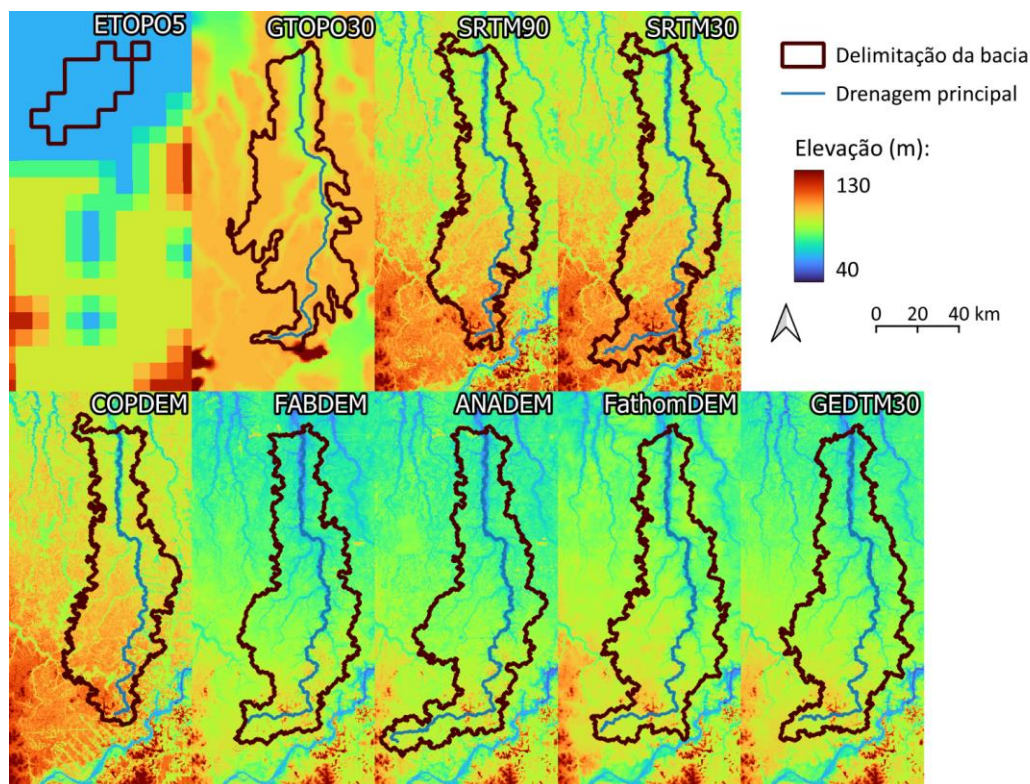 ETOPO5
GTOPO30
SRTM90
SRTM30
Delimitação da bacia
Drenagem principal
Elevação (m):
130
40
0 20 40 km
COPDEM
FABDEM
ANADEM
FathomDEM
GEDTM30